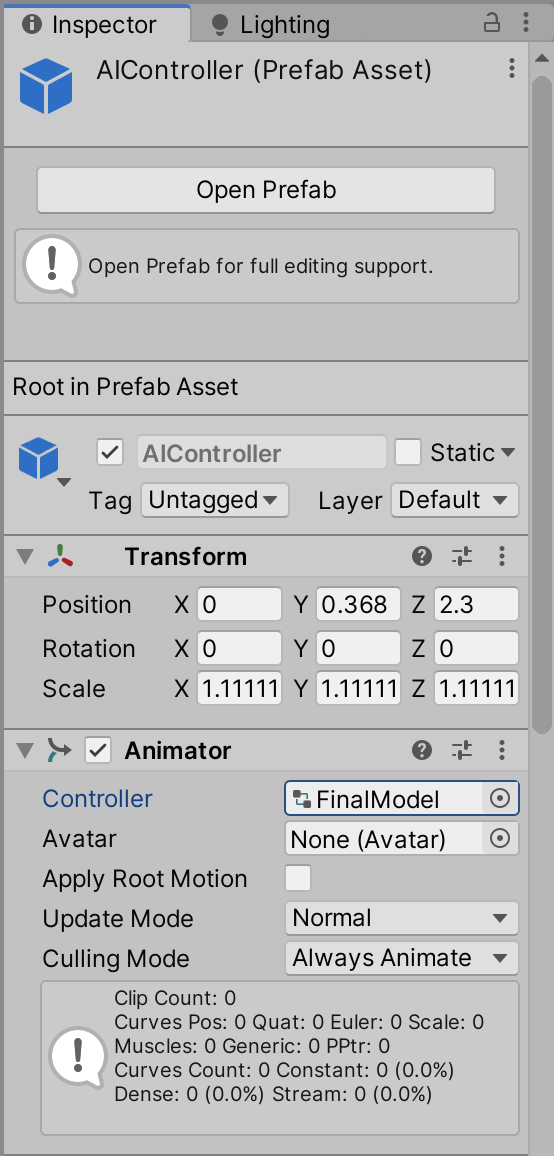 Inspector Lighting
AIController (Prefab Asset)
Open Prefab
Open Prefab for full editing support.
Root in Prefab Asset
AIController Static
Tag Untagged Layer Default
Transform
Position X 0 Y 0.368 Z 2.3
Rotation X 0 Y 0 Z 0
Scale X 1.11111 Y 1.11111 Z 1.11111
Animator
Controller FinalModel
Avatar None (Avatar)
Apply Root Motion
Update Mode Normal
Culling Mode Always Animate
Clip Count: 0
Curves Pos: 0 Quat: 0 Euler: 0 Scale: 0
Muscles: 0 Generic: 0 PPtr: 0
Curves Count: 0 Constant: 0 (0.0%)
Dense: 0 (0.0%) Stream: 0 (0.0%)